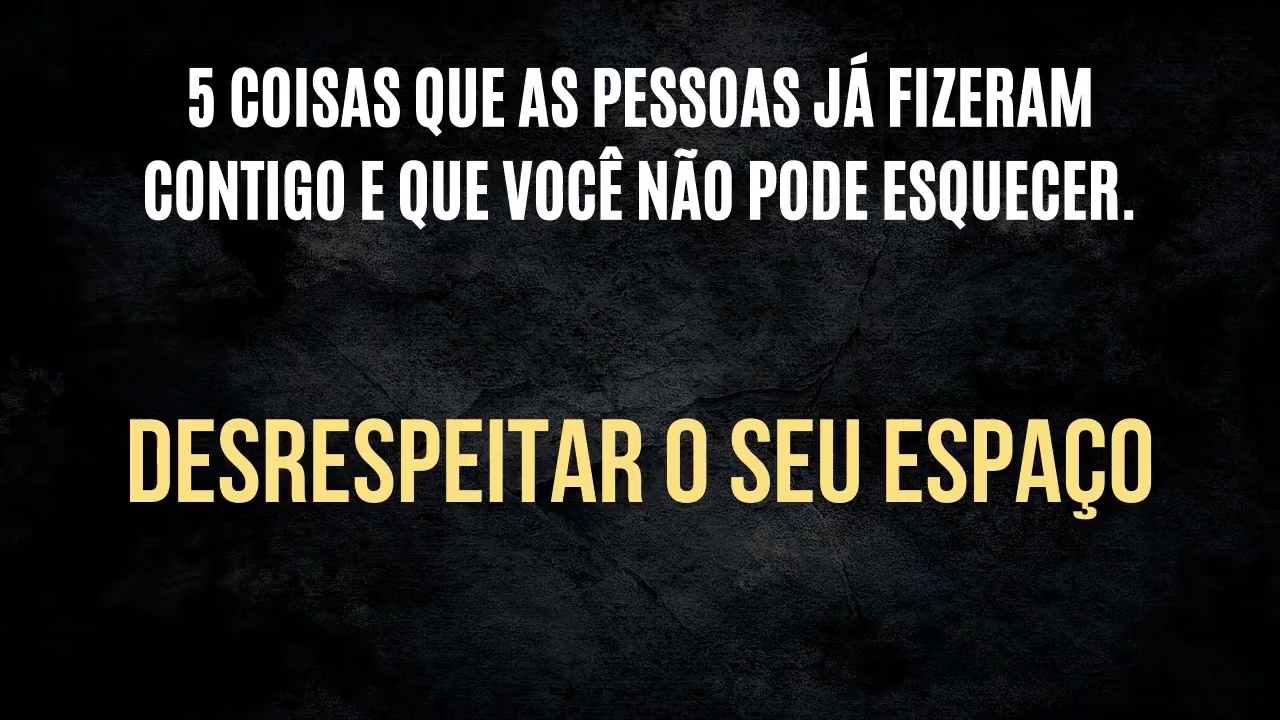 5 COISAS QUE AS PESSOAS JÁ FIZERAM
CONTIGO E QUE VOCÊ NÃO PODE ESQUECER.
DESRESPEITAR O SEU ESPAÇO